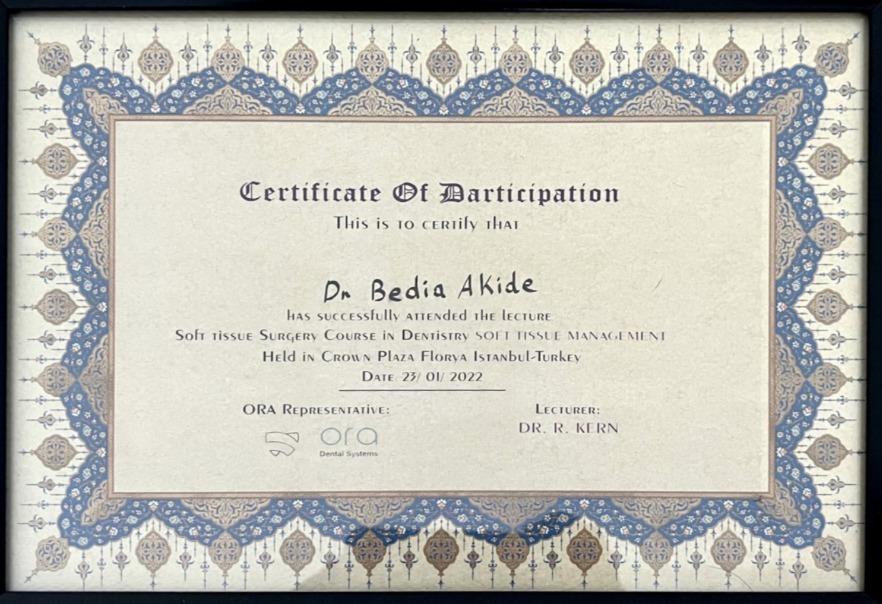 Certificate Of Darticipation
This is to certify that
Dr Bedia Akide
has successfully attended the lecture
Soft tissue Surgery Course in Dentistry SOFT TISSUE MANAGEMENT
Held in Crown Plaza Florya Istanbul-Turkey
Date 23/ 01/ 2022
ORA Representative:
Lecturer:
DR. R. KERN
ora
Dental Systems